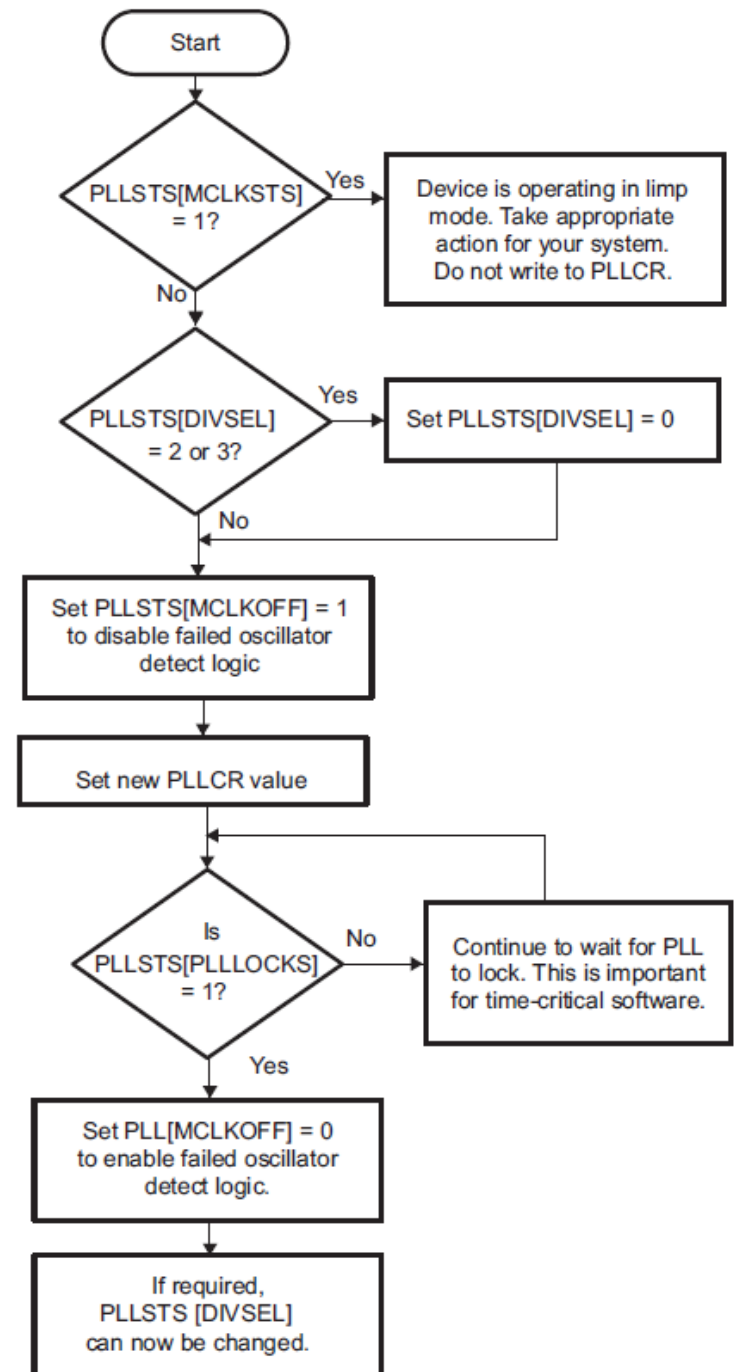 Start
PLLSTS[MCLKSTS]
= 1?
Yes
Device is operating in limp
mode. Take appropriate
action for your system.
Do not write to PLLCR.
No
PLLSTS[DIVSEL]
= 2 or 3?
Yes
Set PLLSTS[DIVSEL] = 0
No
Set PLLSTS[MCLKOFF] = 1
to disable failed oscillator
detect logic
Set new PLLCR value
Is
PLLSTS[PLLLOCKS]
= 1?
No
Continue to wait for PLL
to lock. This is important
for time-critical software.
Yes
Set PLL[MCLKOFF] = 0
to enable failed oscillator
detect logic.
If required,
PLLSTS [DIVSEL]
can now be changed.